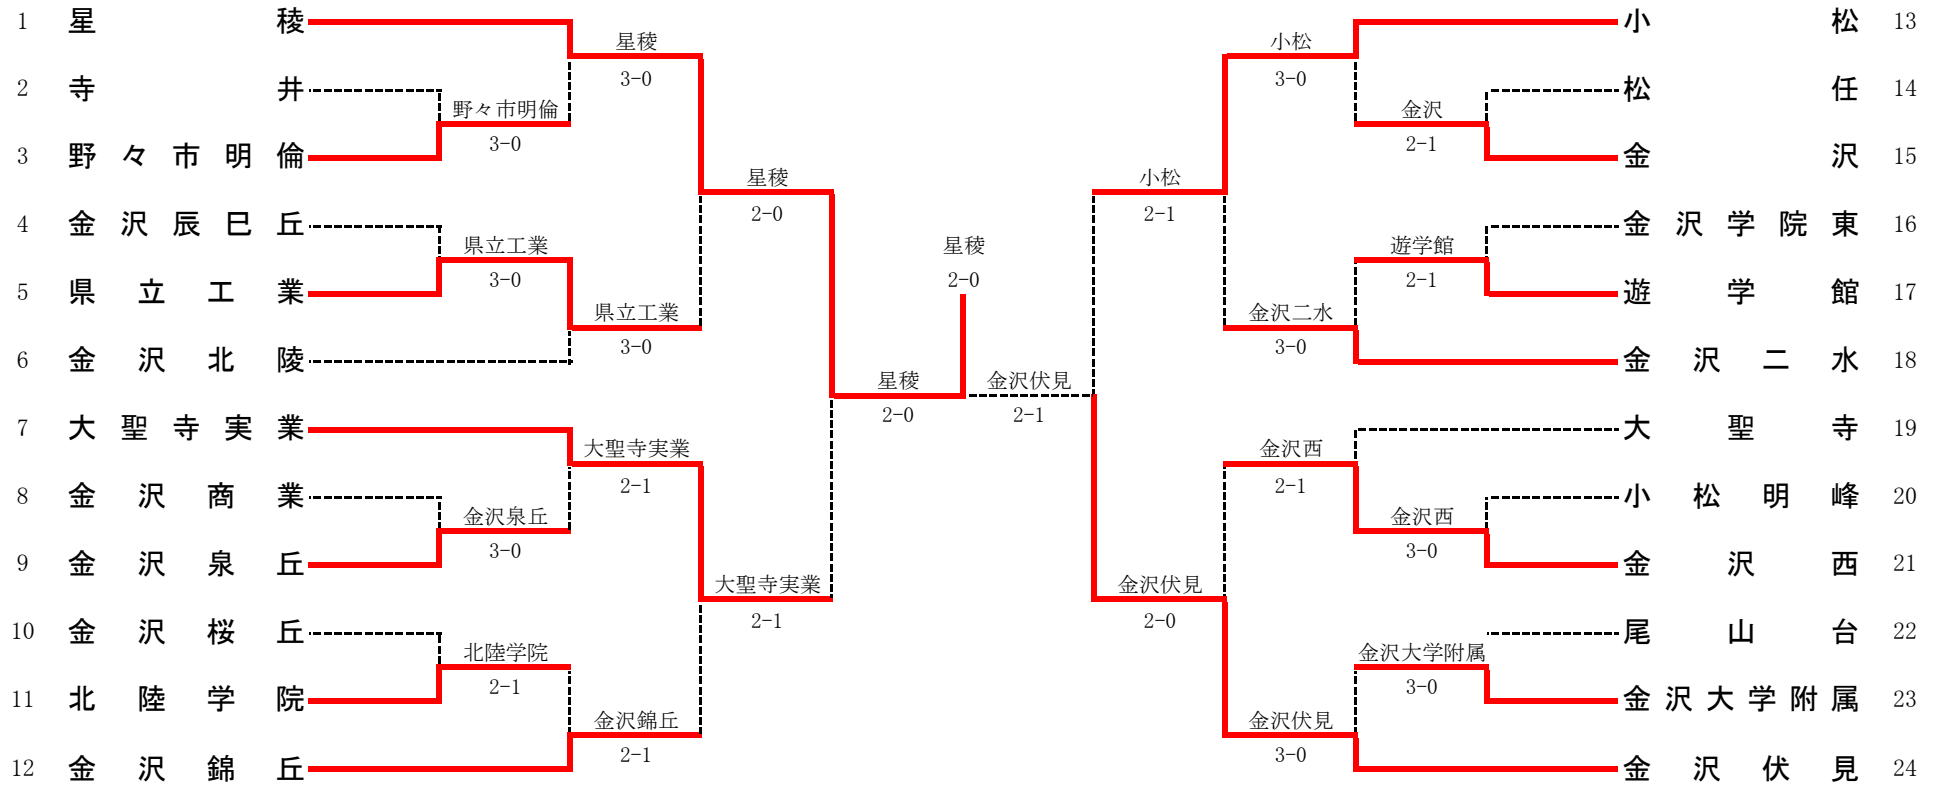 1 星稜
2 寺井
3 野々市明倫
4 金沢辰巳丘
5 県立工業
6 金沢北陵
7 大聖寺実業
8 金沢商業
9 金沢泉丘
10 金沢桜丘
11 北陸学院
12 金沢錦丘
野々市明倫
3-0
県立工業
3-0
金沢泉丘
3-0
北陸学院
2-1
星稜
3-0
県立工業
3-0
大聖寺実業
2-1
金沢錦丘
2-1
星稜
2-0
大聖寺実業
2-1
星稜
2-0
星稜
2-0
金沢伏見
2-1
小松
2-1
金沢伏見
2-0
小松
3-0
金沢二水
3-0
金沢西
2-1
金沢伏見
3-0
金沢
2-1
遊学館
2-1
金沢西
3-0
金沢大学附属
3-0
小松 13
松任 14
金沢 15
金沢学院東 16
遊学館 17
金沢二水 18
大聖寺 19
小松明峰 20
金沢西 21
尾山台 22
金沢大学附属 23
金沢伏見 24